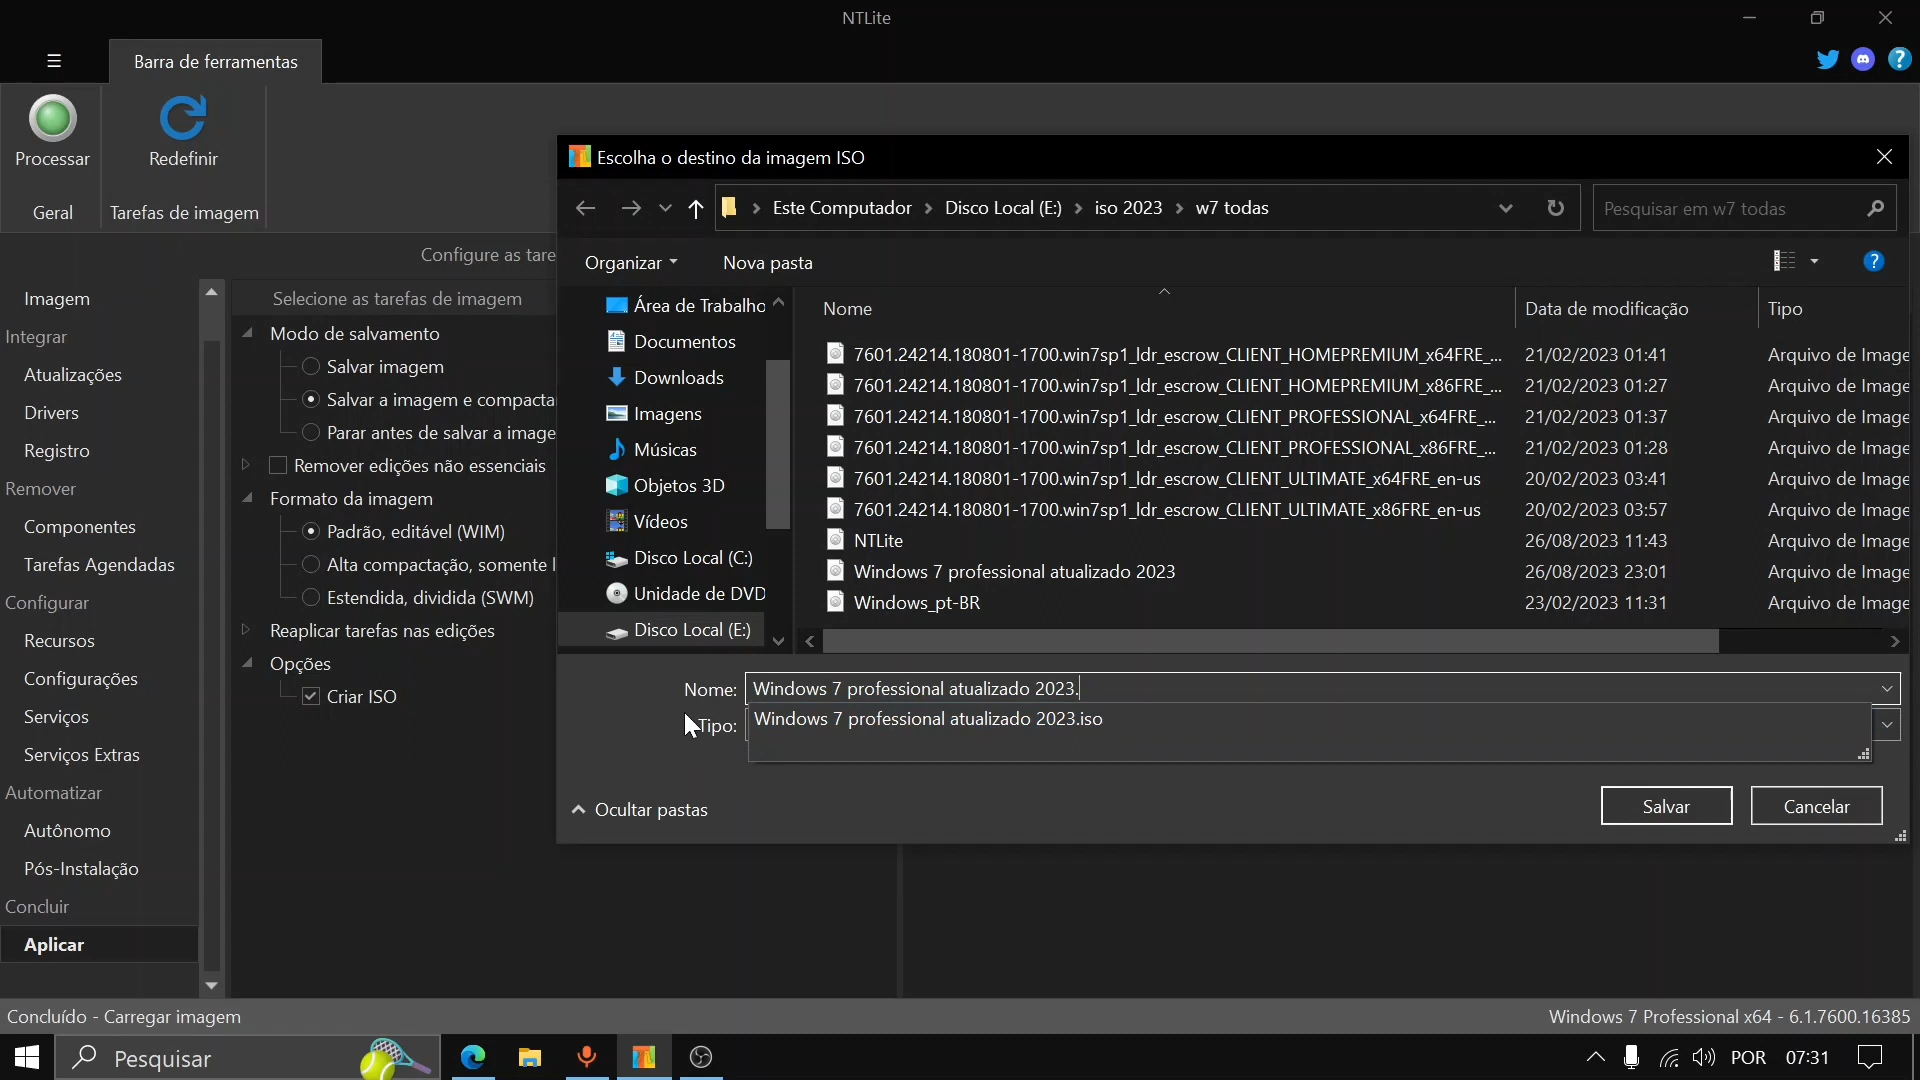 NTLite
Barra de ferramentas
Processar
Redefinir
Geral
Tarefas de imagem
Configure as tare
Imagem
Integrar
Atualizações
Drivers
Registro
Remover
Componentes
Tarefas Agendadas
Configurar
Recursos
Configurações
Serviços
Serviços Extras
Automatizar
Autônomo
Pós-Instalação
Concluir
Aplicar
Selecione as tarefas de imagem
Modo de salvamento
Salvar imagem
Salvar a imagem e compacta
Parar antes de salvar a image
Remover edições não essenciais
Formato da imagem
Padrão, editável (WIM)
Alta compactação, somente l
Estendida, dividida (SWM)
Reaplicar tarefas nas edições
Opções
Criar ISO
Escolha o destino da imagem ISO
Este Computador > Disco Local (E:) > iso 2023 > w7 todas
Pesquisar em w7 todas
Organizar
Nova pasta
?
Área de Trabalho
Documentos
Downloads
Imagens
Músicas
Objetos 3D
Vídeos
Disco Local (C:)
Unidade de DVD
Disco Local (E:)
Nome Data de modificação Tipo
7601.24214.180801-1700.win7sp1_ldr_escrow_CLIENT_HOMEPREMIUM_x64FRE_... 21/02/2023 01:41 Arquivo de Image
7601.24214.180801-1700.win7sp1_ldr_escrow_CLIENT_HOMEPREMIUM_x86FRE_... 21/02/2023 01:27 Arquivo de Image
7601.24214.180801-1700.win7sp1_ldr_escrow_CLIENT_PROFESSIONAL_x64FRE_... 21/02/2023 01:37 Arquivo de Image
7601.24214.180801-1700.win7sp1_ldr_escrow_CLIENT_PROFESSIONAL_x86FRE_... 21/02/2023 01:28 Arquivo de Image
7601.24214.180801-1700.win7sp1_ldr_escrow_CLIENT_ULTIMATE_x64FRE_en-us 20/02/2023 03:41 Arquivo de Image
7601.24214.180801-1700.win7sp1_ldr_escrow_CLIENT_ULTIMATE_x86FRE_en-us 20/02/2023 03:57 Arquivo de Image
NTLite 26/08/2023 11:43 Arquivo de Image
Windows 7 professional atualizado 2023 26/08/2023 23:01 Arquivo de Image
Windows_pt-BR 23/02/2023 11:31 Arquivo de Image
Nome: Windows 7 professional atualizado 2023.
Tipo: Windows 7 professional atualizado 2023.iso
Ocultar pastas
Salvar
Cancelar
Concluído - Carregar imagem
Windows 7 Professional x64 - 6.1.7600.16385
Pesquisar
POR 07:31